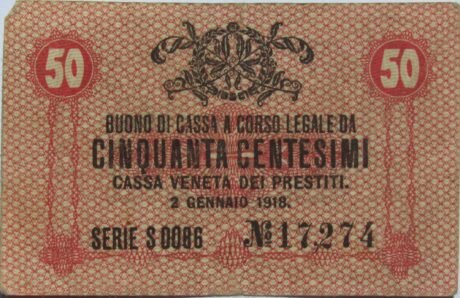 50 50
BUONO DI CASSA A CORSO LEGALE DA
CINQUANTA CENTESIMI
CASSA VENETA DEI PRESTITI.
2 GENNAIO 1918.
SERIE S 0086 № 17,274